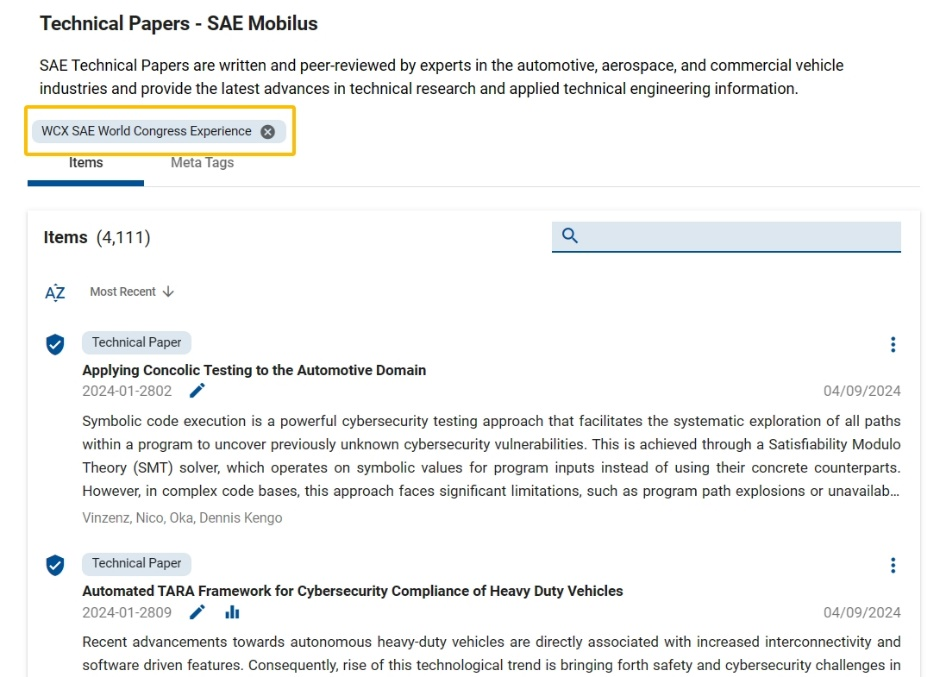 Technical Papers - SAE Mobilus
SAE Technical Papers are written and peer-reviewed by experts in the automotive, aerospace, and commercial vehicle
industries and provide the latest advances in technical research and applied technical engineering information.
WCX SAE World Congress Experience
Items Meta Tags
Items (4,111)
AZ Most Recent
Technical Paper
Applying Concolic Testing to the Automotive Domain
2024-01-2802 04/09/2024
Symbolic code execution is a powerful cybersecurity testing approach that facilitates the systematic exploration of all paths
within a program to uncover previously unknown cybersecurity vulnerabilities. This is achieved through a Satisfiability Modulo
Theory (SMT) solver, which operates on symbolic values for program inputs instead of using their concrete counterparts.
However, in complex code bases, this approach faces significant limitations, such as program path explosions or unavailab...
Vinzenz, Nico, Oka, Dennis Kengo
Technical Paper
Automated TARA Framework for Cybersecurity Compliance of Heavy Duty Vehicles
2024-01-2809 04/09/2024
Recent advancements towards autonomous heavy-duty vehicles are directly associated with increased interconnectivity and
software driven features. Consequently, rise of this technological trend is bringing forth safety and cybersecurity challenges in